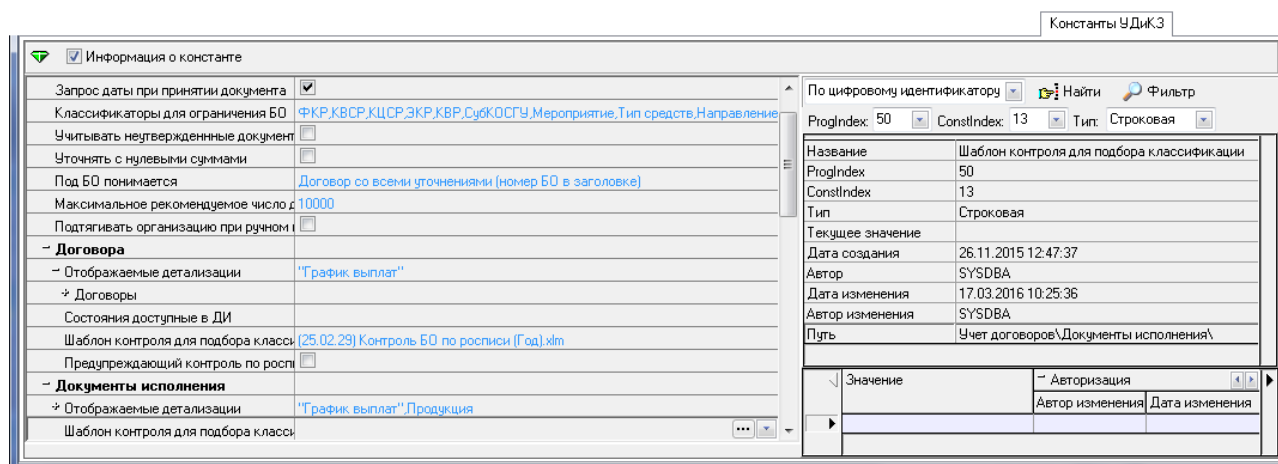 Константы УДиКЗ
Информация о константе
Запрос даты при принятии документа
Классификаторы для ограничения БО ФКР,КВСР,КЦСР,ЭКР,КВР,СубКОСГУ,Мероприятие,Тип средств,Направление
Учитывать неутвержденнные документ
Уточнять с нулевыми суммами
Под БО понимается Договор со всеми уточнениями (номер БО в заголовке)
Максимальное рекомендуемое число д 10000
Подтягивать организацию при ручном
Договора
Отображаемые детализации "График выплат"
Договоры
Состояния доступные в ДИ
Шаблон контроля для подбора класси (25.02.29) Контроль БО по росписи (Год).xlm
Предупреждающий контроль по росп
Документы исполнения
Отображаемые детализации "График выплат",Продукция
Шаблон контроля для подбора класси
По цифровому идентификатору Найти Фильтр
ProgIndex: 50 ConstIndex: 13 Тип: Строковая
Название Шаблон контроля для подбора классификации
ProgIndex 50
ConstIndex 13
Тип Строковая
Текущее значение
Дата создания 26.11.2015 12:47:37
Автор SYSDBA
Дата изменения 17.03.2016 10:25:36
Автор изменения SYSDBA
Путь Учет договоров\Документы исполнения\
Значение Авторизация
Автор изменения Дата изменения